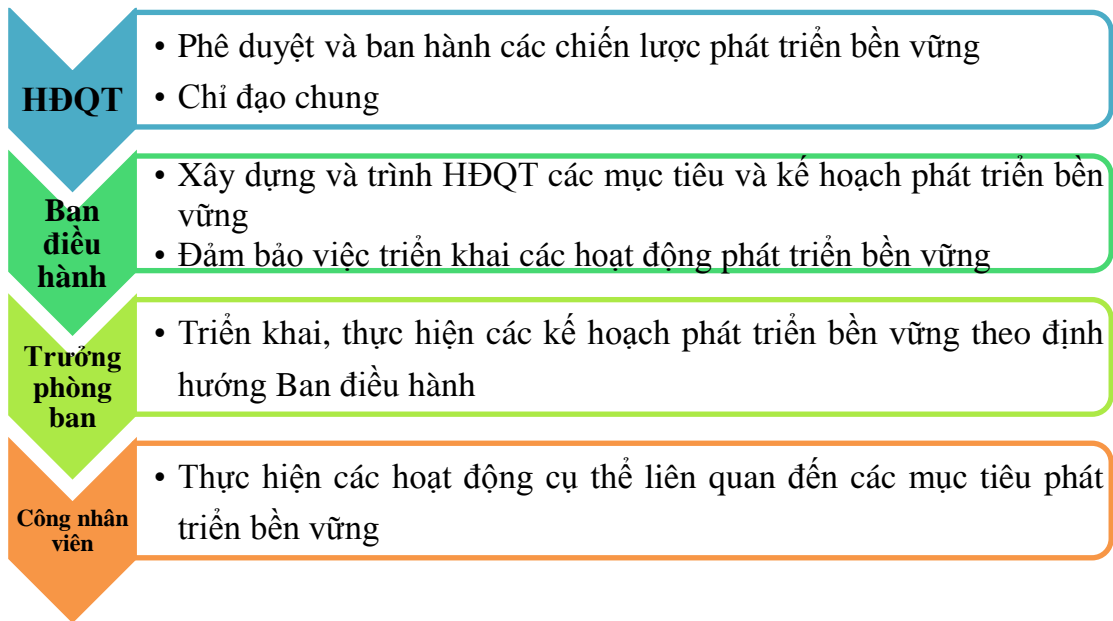 HĐQT
• Phê duyệt và ban hành các chiến lược phát triển bền vững
• Chỉ đạo chung
Ban
điều
hành
• Xây dựng và trình HĐQT các mục tiêu và kế hoạch phát triển bền
vững
• Đảm bảo việc triển khai các hoạt động phát triển bền vững
Trưởng
phòng
ban
• Triển khai, thực hiện các kế hoạch phát triển bền vững theo định
hướng Ban điều hành
Công nhân
viên
• Thực hiện các hoạt động cụ thể liên quan đến các mục tiêu phát
triển bền vững